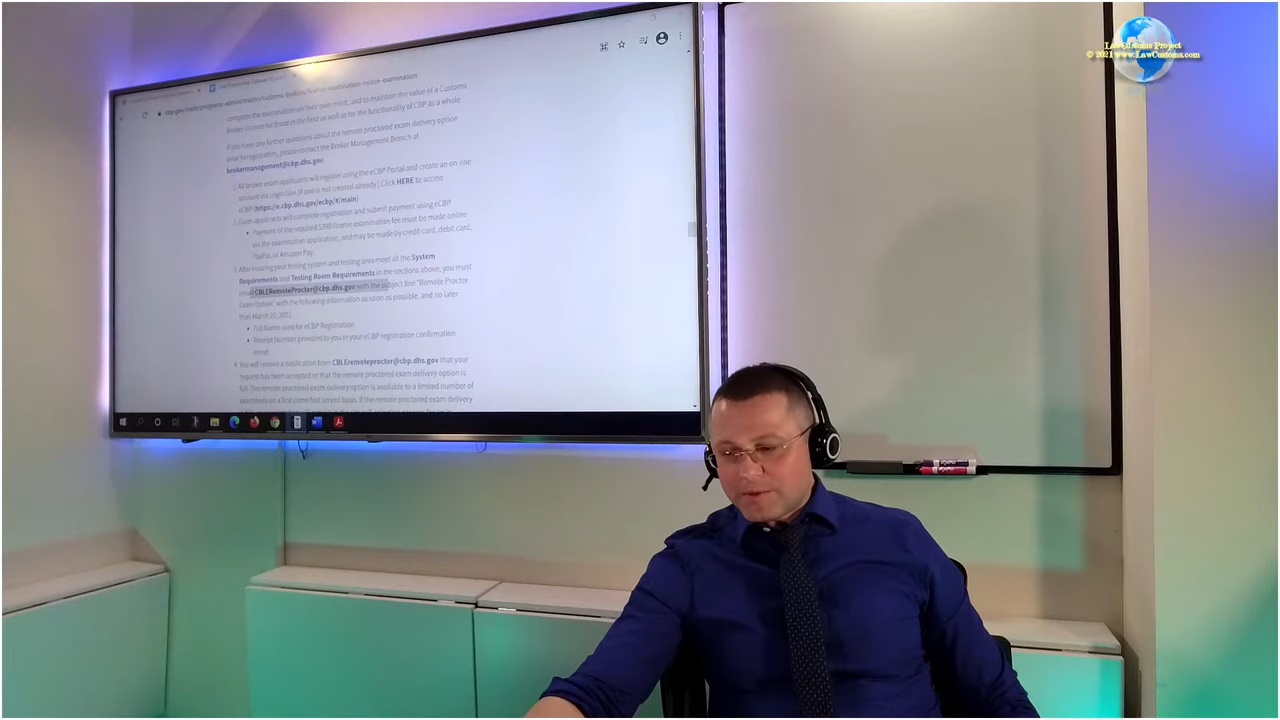 LawCustoms Project
© 2021 www.LawCustoms.com
complete the examination on their own merit, and to maintain the value of a Customs
Broker License for those in the field as well as for the functionality of CBP as a whole
If you have any further questions about the remote proctored exam delivery option
prior to registration, please contact the Broker Management Branch at
brokermanagement@cbp.dhs.gov.
1. All broker exam applicants will register using the eCBP Portal and create an on-line
account via Login.Gov (if one is not created already.) Click HERE to access
eCBP (https://e.cbp.dhs.gov/ecbp/#/main)
2. Exam applicants will complete registration and submit payment using eCBP
• Payment of the required $390 license examination fee must be made online
via the examination application, and may be made by credit card, debit card,
PayPal, or Amazon Pay.
3. After insuring your testing system and testing area meet all the System
Requirements and Testing Room Requirements in the sections above, you must
email CBLERemoteProctor@cbp.dhs.gov with the subject line "Remote Proctor
Exam Option" with the following information as soon as possible, and no later
than March 2021.
• Full Name used for eCBP Registration
• Receipt Number provided to you in your eCBP registration confirmation
email.
4. You will receive a notification from CBLEremoteproctor@cbp.dhs.gov that your
request has been accepted or that the remote proctored exam delivery option is
full. The remote proctored exam delivery option is available to a limited number of
examinees on a first come first served basis. If the remote proctored exam delivery